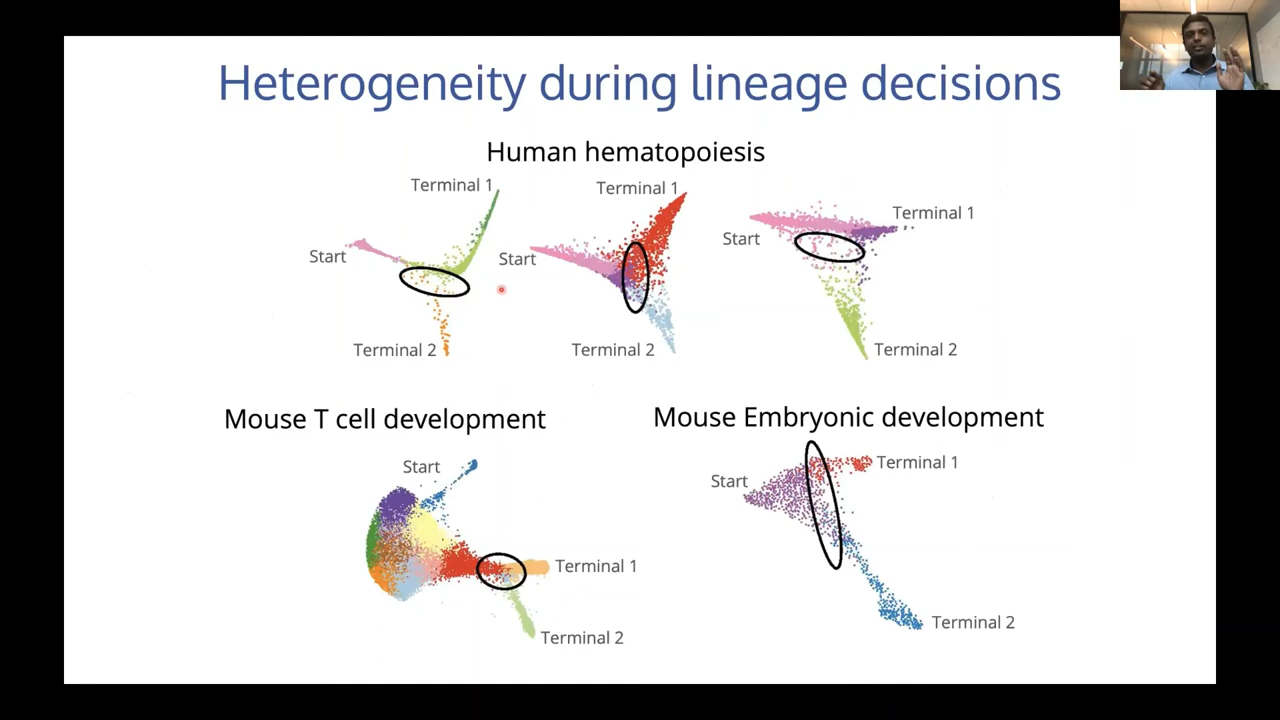 Heterogeneity during lineage decisions
Human hematopoiesis
Terminal 1
Start
Terminal 2
Terminal 1
Start
Terminal 2
Terminal 1
Start
Terminal 2
Mouse T cell development
Start
Terminal 1
Terminal 2
Mouse Embryonic development
Start
Terminal 1
Terminal 2